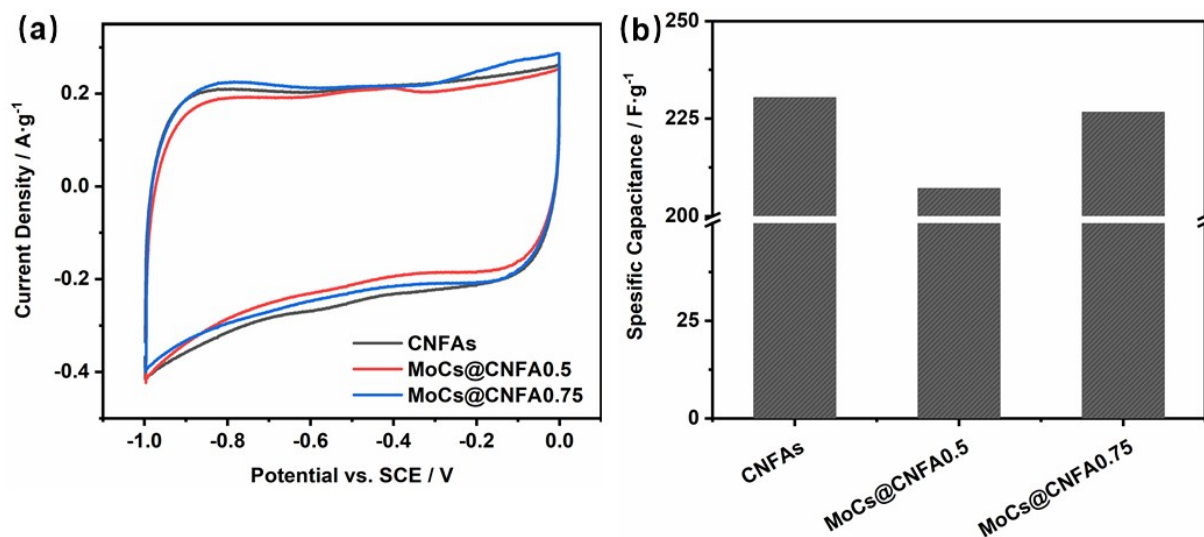 (a)
Current Density / A·g⁻¹
0.2
0.0
-0.2
-0.4
CNFAs
MoCs@CNFA0.5
MoCs@CNFA0.75
-1.0 -0.8 -0.6 -0.4 -0.2 0.0
Potential vs. SCE / V
(b)
Spesific Capacitance / F·g⁻¹
250
225
200
25
0
CNFAs
MoCs@CNFA0.5
MoCs@CNFA0.75